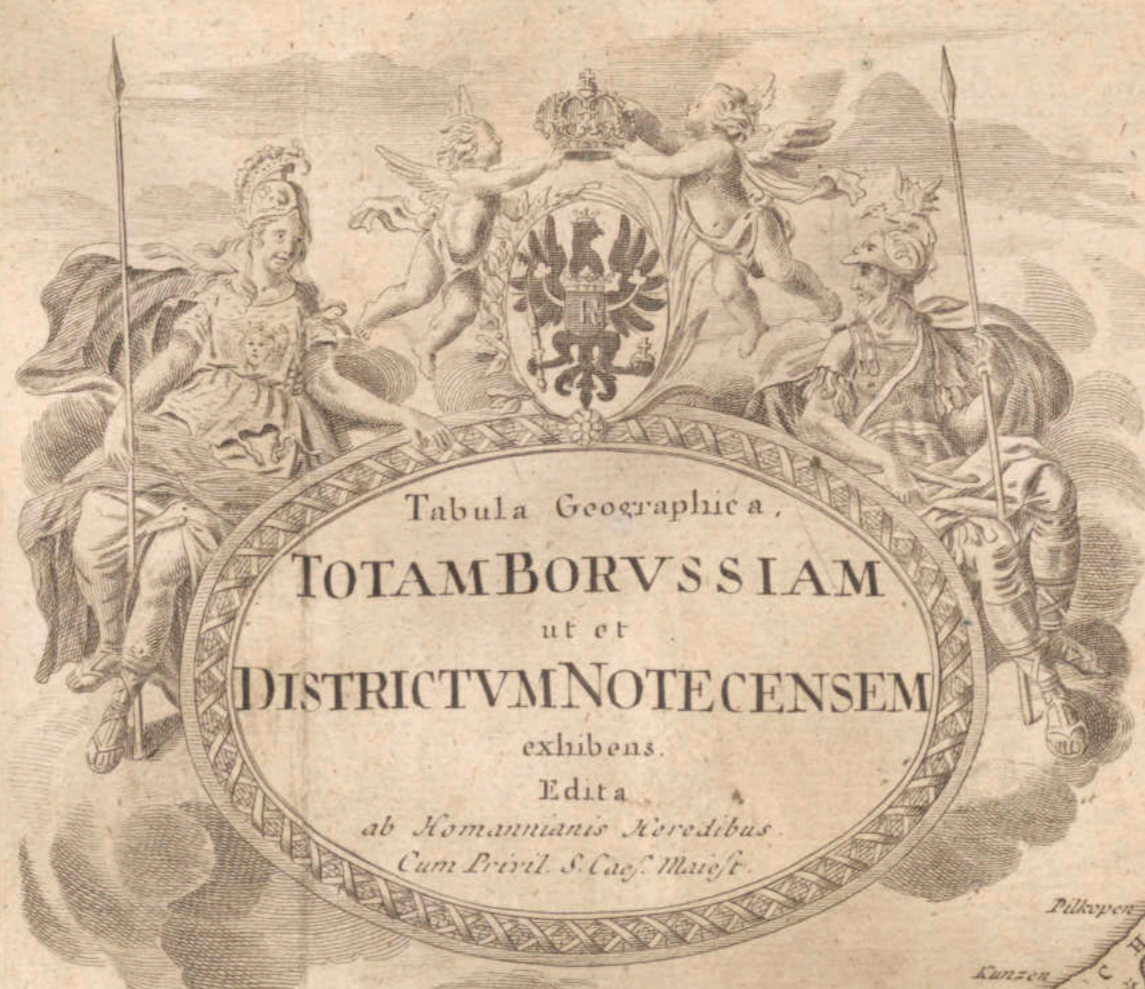 Tabula Geographica,
TOTAM BORVSSIAM
ut et
DISTRICTVM NOTECENSEM
exhibens.
Edita
ab Homannianis Heredibus.
Cum Privil. S. Caeſ. Maieſt.
Pilkopen
Kunzen
C H